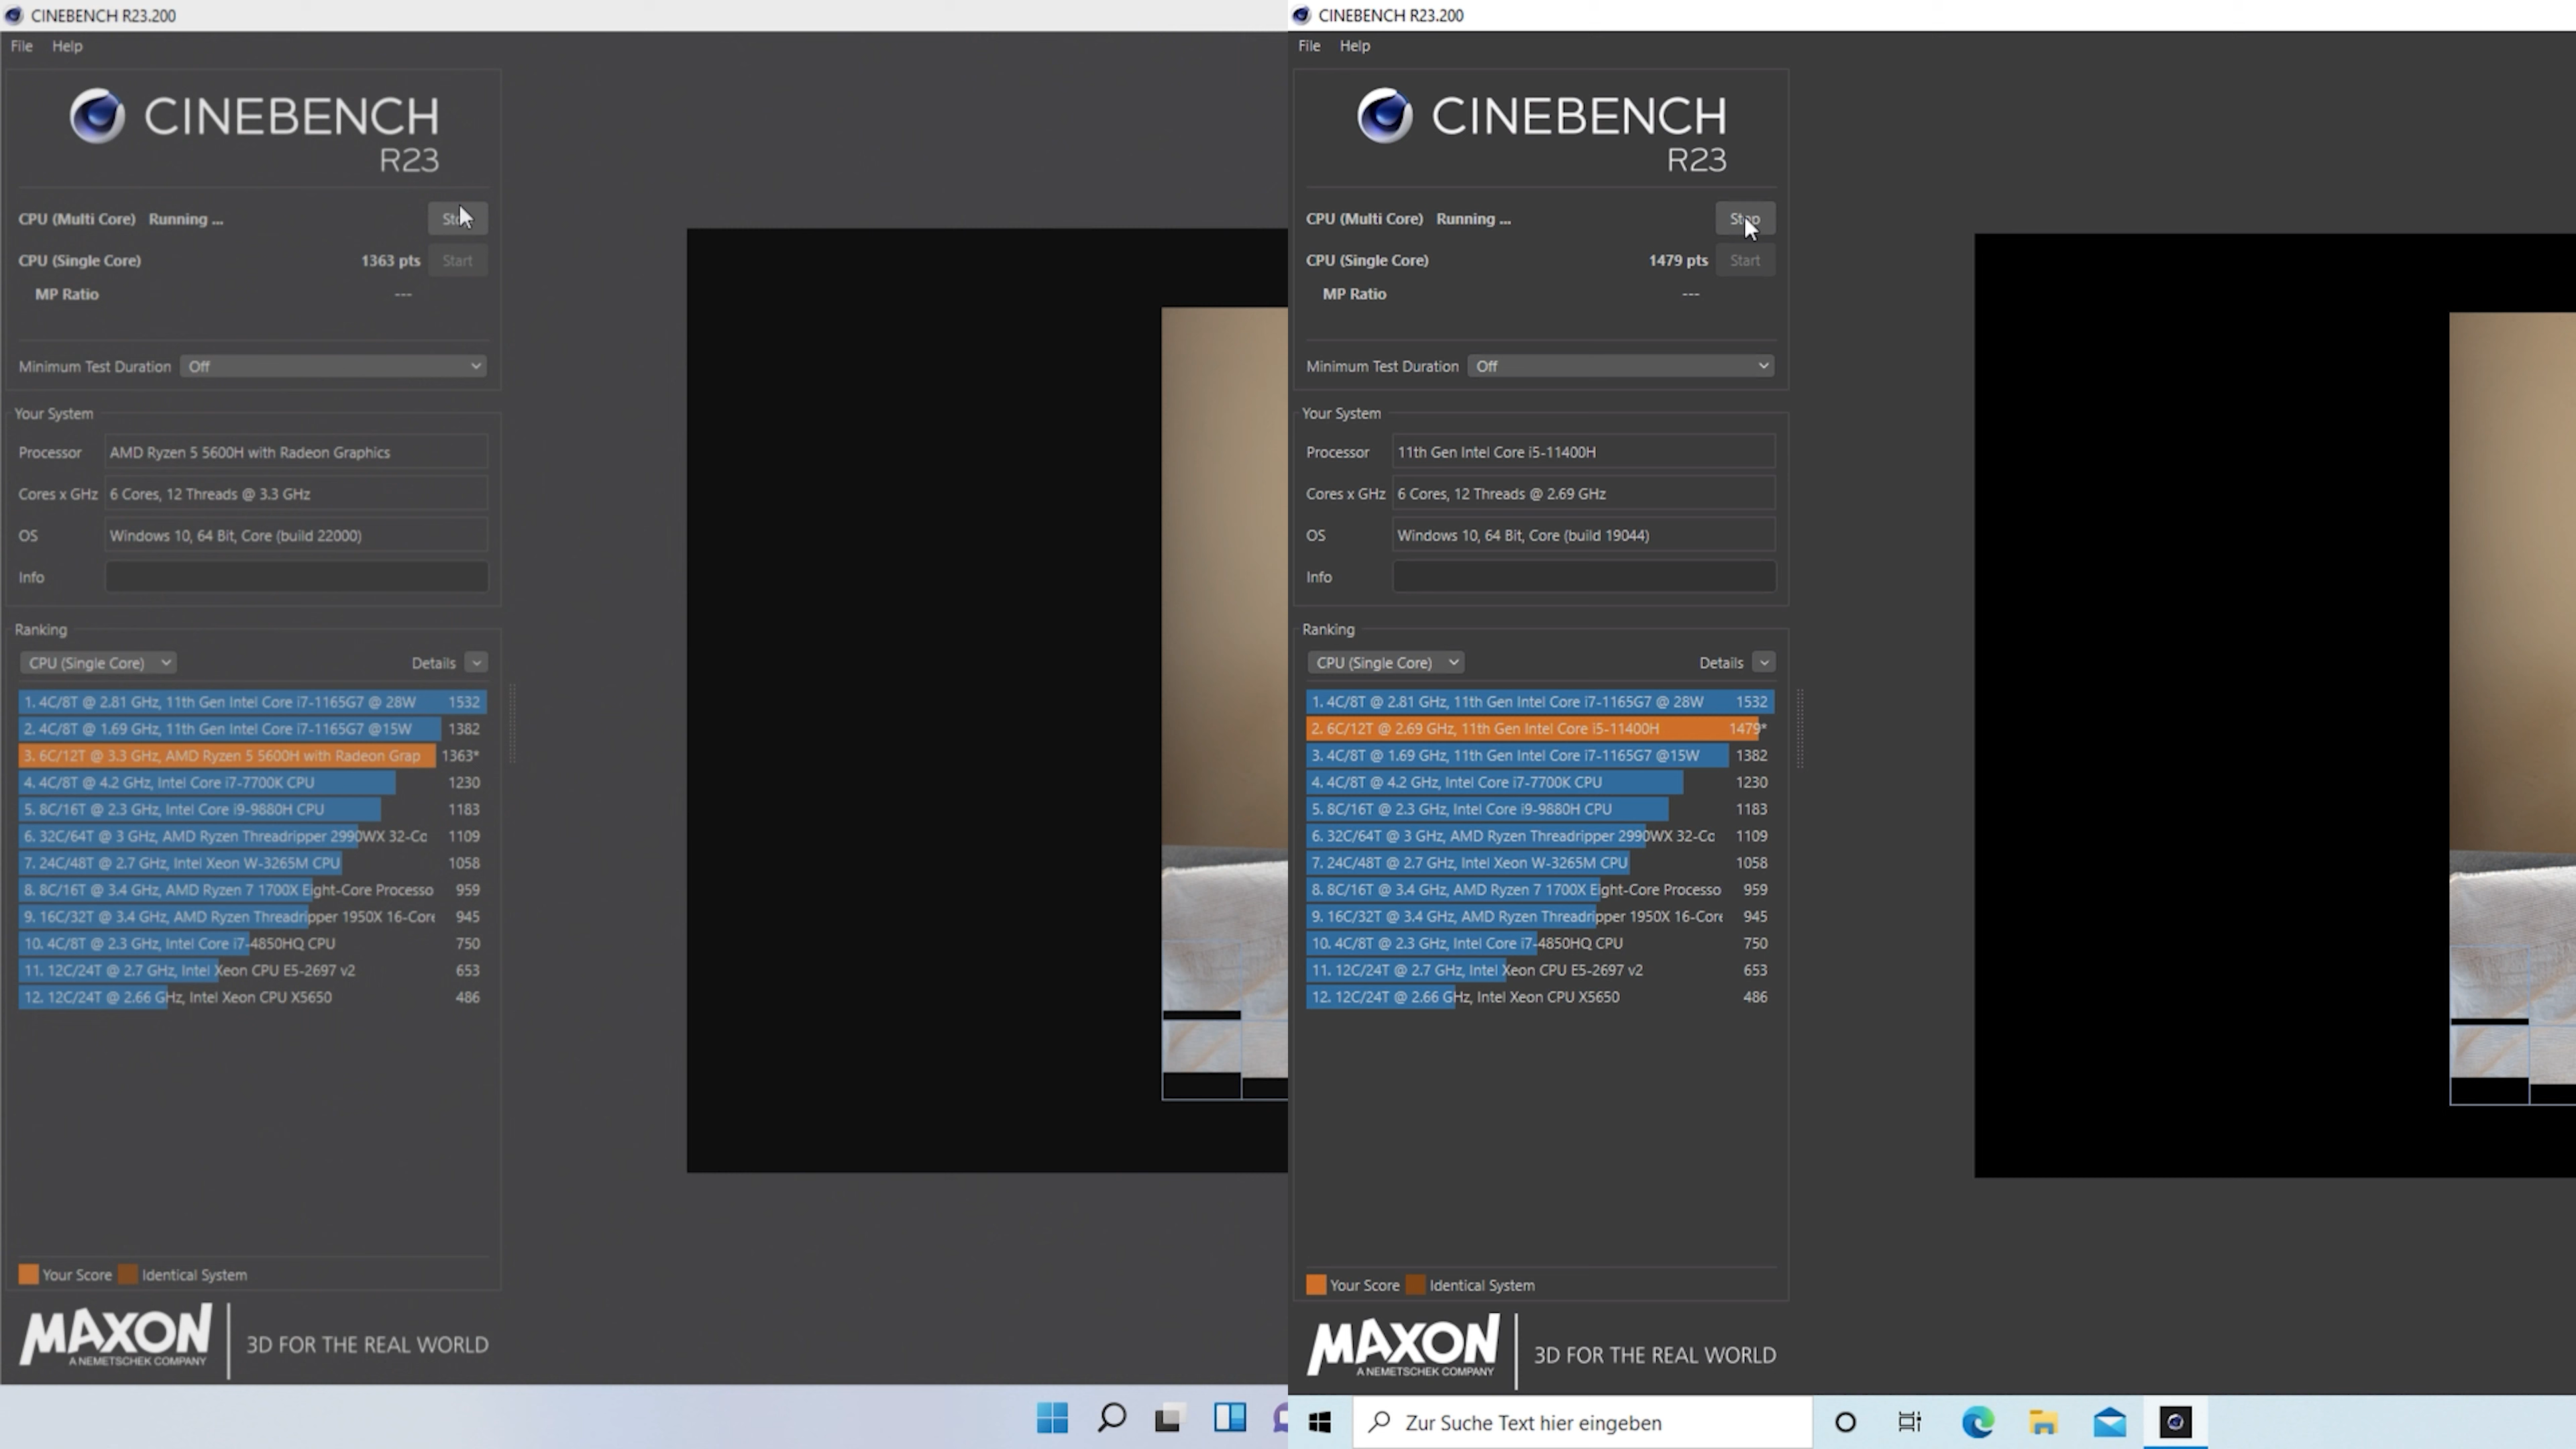 CINEBENCH R23.200
File Help
CINEBENCH
R23
CPU (Multi Core) Running ...
CPU (Single Core) 1363 pts Start
MP Ratio ---
Minimum Test Duration Off
Your System
Processor AMD Ryzen 5 5600H with Radeon Graphics
Cores x GHz 6 Cores, 12 Threads @ 3.3 GHz
OS Windows 10, 64 Bit, Core (build 22000)
Info
Ranking
CPU (Single Core) Details
1. 4C/8T @ 2.81 GHz, 11th Gen Intel Core i7-1165G7 @ 28W 1532
2. 4C/8T @ 1.69 GHz, 11th Gen Intel Core i7-1165G7 @15W 1382
3. 6C/12T @ 3.3 GHz, AMD Ryzen 5 5600H with Radeon Grap 1363*
4. 4C/8T @ 4.2 GHz, Intel Core i7-7700K CPU 1230
5. 8C/16T @ 2.3 GHz, Intel Core i9-9880H CPU 1183
6. 32C/64T @ 3 GHz, AMD Ryzen Threadripper 2990WX 32-Cc 1109
7. 24C/48T @ 2.7 GHz, Intel Xeon W-3265M CPU 1058
8. 8C/16T @ 3.4 GHz, AMD Ryzen 7 1700X Eight-Core Processo 959
9. 16C/32T @ 3.4 GHz, AMD Ryzen Threadripper 1950X 16-Core 945
10. 4C/8T @ 2.3 GHz, Intel Core i7-4850HQ CPU 750
11. 12C/24T @ 2.7 GHz, Intel Xeon CPU E5-2697 v2 653
12. 12C/24T @ 2.66 GHz, Intel Xeon CPU X5650 486
Your Score Identical System
MAXON
A NEMETSCHEK COMPANY
3D FOR THE REAL WORLD
CINEBENCH R23.200
File Help
CINEBENCH
R23
CPU (Multi Core) Running ... Stop
CPU (Single Core) 1479 pts Start
MP Ratio ---
Minimum Test Duration Off
Your System
Processor 11th Gen Intel Core i5-11400H
Cores x GHz 6 Cores, 12 Threads @ 2.69 GHz
OS Windows 10, 64 Bit, Core (build 19044)
Info
Ranking
CPU (Single Core) Details
1. 4C/8T @ 2.81 GHz, 11th Gen Intel Core i7-1165G7 @ 28W 1532
2. 6C/12T @ 2.69 GHz, 11th Gen Intel Core i5-11400H 1479*
3. 4C/8T @ 1.69 GHz, 11th Gen Intel Core i7-1165G7 @15W 1382
4. 4C/8T @ 4.2 GHz, Intel Core i7-7700K CPU 1230
5. 8C/16T @ 2.3 GHz, Intel Core i9-9880H CPU 1183
6. 32C/64T @ 3 GHz, AMD Ryzen Threadripper 2990WX 32-Cc 1109
7. 24C/48T @ 2.7 GHz, Intel Xeon W-3265M CPU 1058
8. 8C/16T @ 3.4 GHz, AMD Ryzen 7 1700X Eight-Core Processo 959
9. 16C/32T @ 3.4 GHz, AMD Ryzen Threadripper 1950X 16-Core 945
10. 4C/8T @ 2.3 GHz, Intel Core i7-4850HQ CPU 750
11. 12C/24T @ 2.7 GHz, Intel Xeon CPU E5-2697 v2 653
12. 12C/24T @ 2.66 GHz, Intel Xeon CPU X5650 486
Your Score Identical System
MAXON
A NEMETSCHEK COMPANY
3D FOR THE REAL WORLD
Zur Suche Text hier eingeben